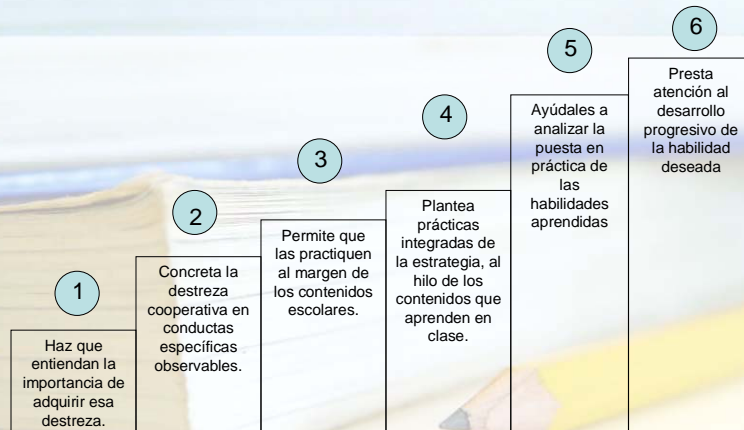 1
Haz que
entiendan la
importancia de
adquirir esa
destreza.
2
Concreta la
destreza
cooperativa en
conductas
específicas
observables.
3
Permite que
las practiquen
al margen de
los contenidos
escolares.
4
Plantea
prácticas
integradas de
la estrategia, al
hilo de los
contenidos que
aprenden en
clase.
5
Ayúdales a
analizar la
puesta en
práctica de
las
habilidades
aprendidas
6
Presta
atención al
desarrollo
progresivo de
la habilidad
deseada